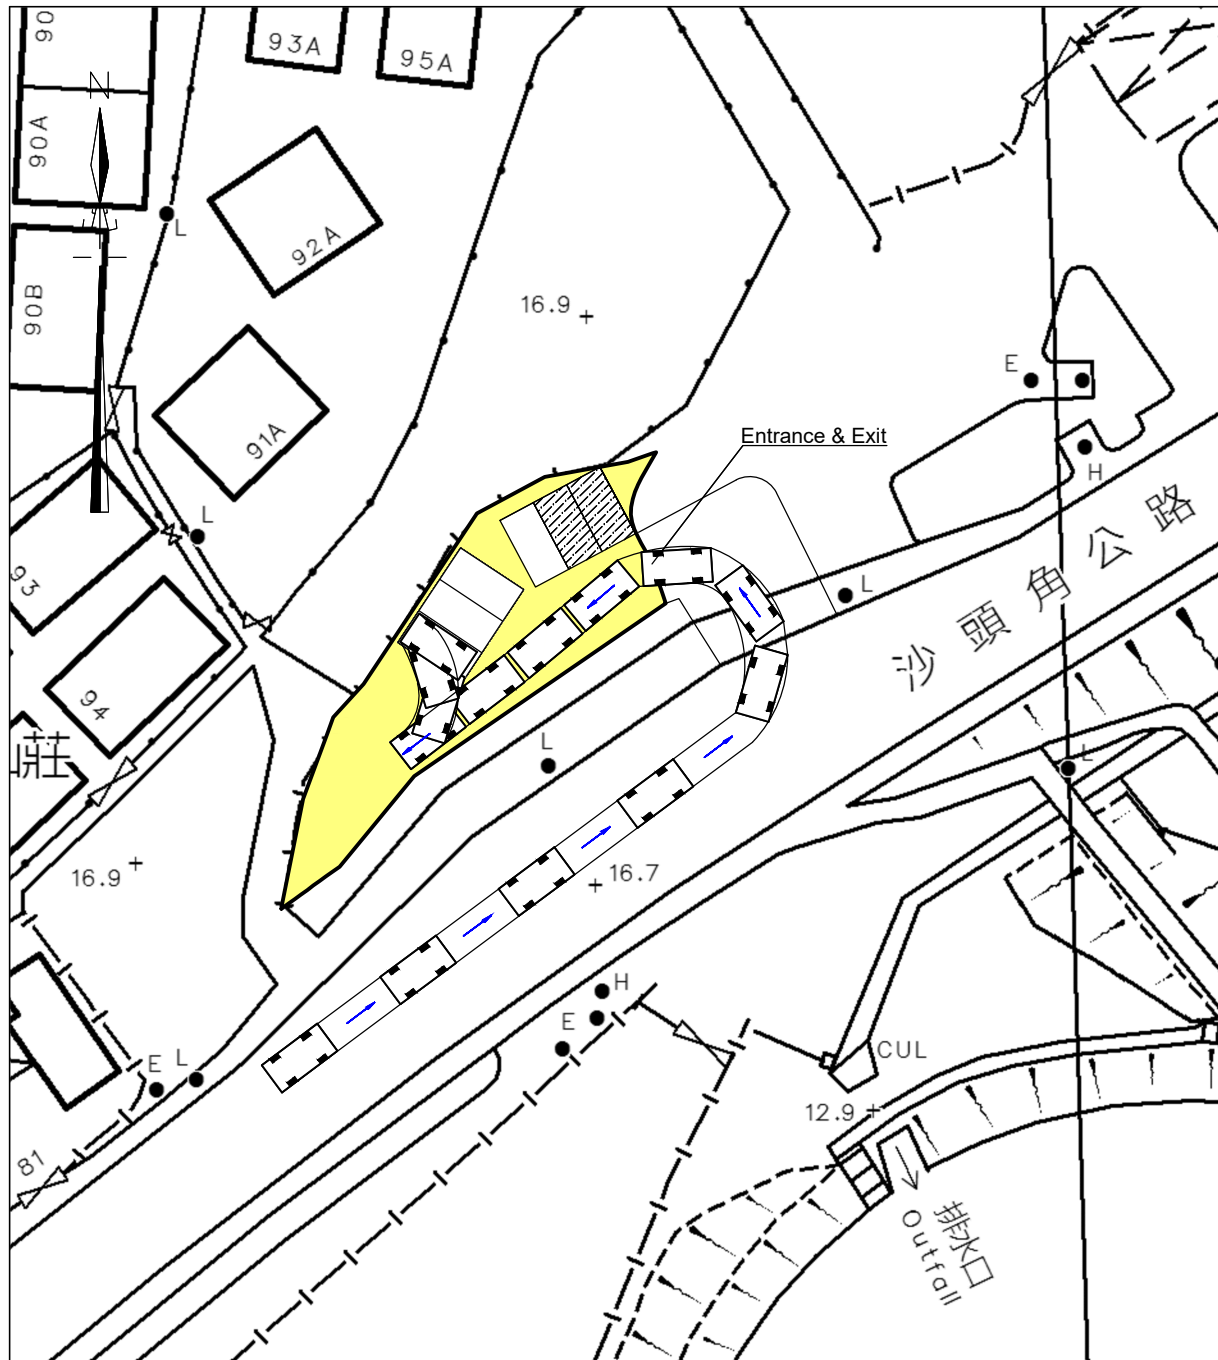 90
93A
95A
N
90A
L
92A
90B
16.9
E
91A
Entrance & Exit
H
L
沙頭角公路
93
L
94
莊
L
L
16.9
16.7
H
E
E L
CUL
12.9
81
排水口
Outfall